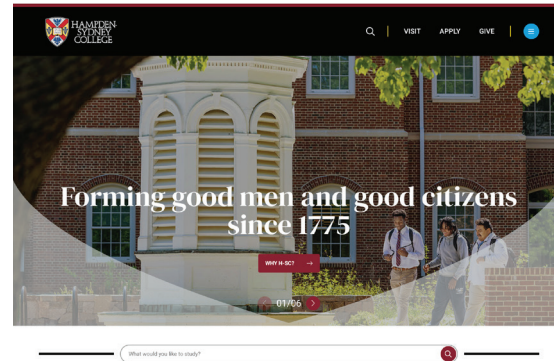 HAMPDEN-
SYDNEY
COLLEGE
VISIT APPLY GIVE
Forming good men and good citizens
since 1775
WHY H-SC? →
01/06
What would you like to study?